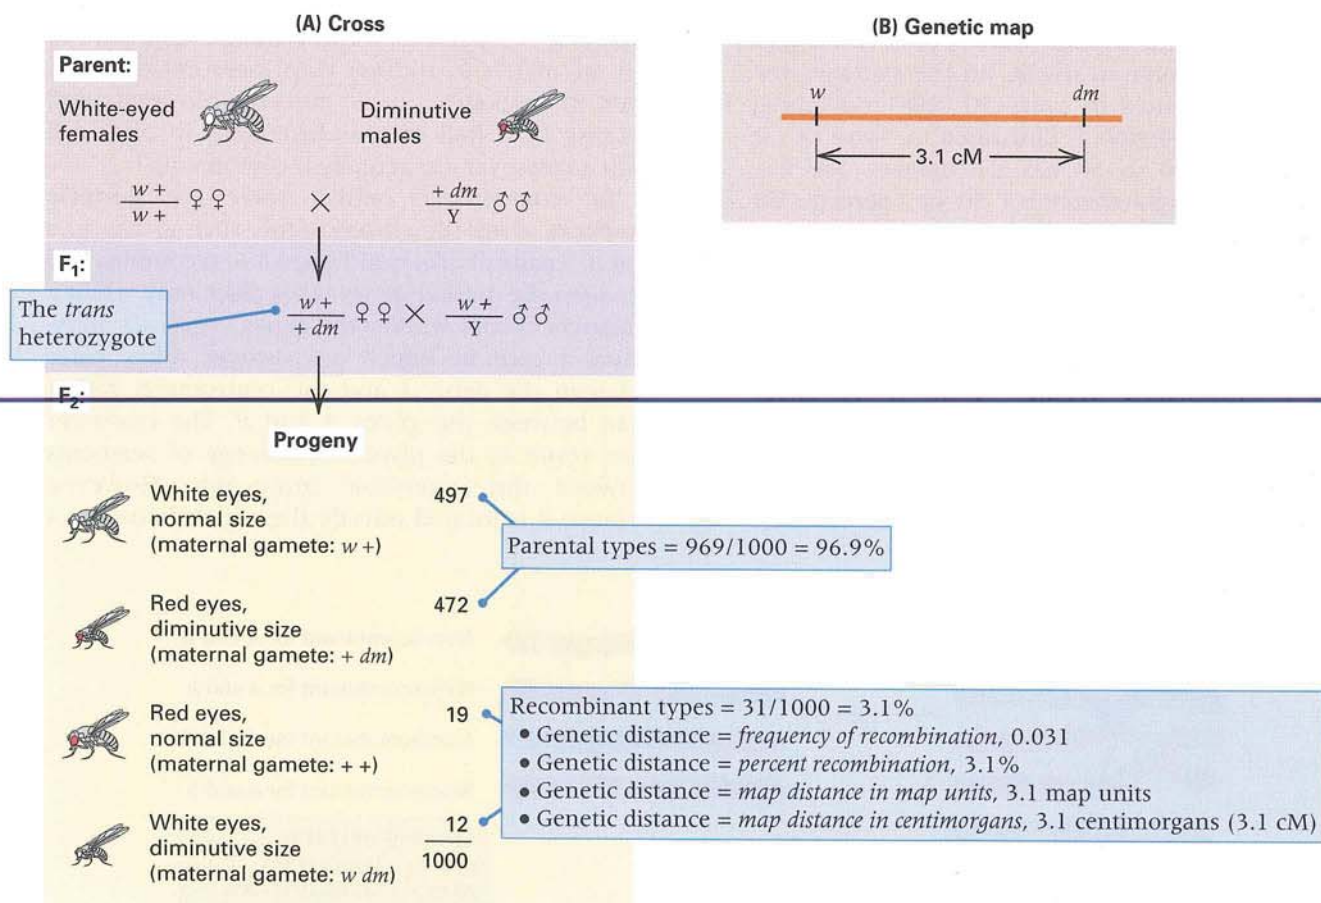 (A) Cross
Parent:
White-eyed
females
Diminutive
males
w +
w +
♀♀
×
+ dm
Y
♂♂
F1:
The trans
heterozygote
w +
+ dm
♀♀
×
w +
Y
♂♂
F2:
Progeny
White eyes,
normal size
(maternal gamete: w +)
497
Red eyes,
diminutive size
(maternal gamete: + dm)
472
Parental types = 969/1000 = 96.9%
Red eyes,
normal size
(maternal gamete: + +)
19
White eyes,
diminutive size
(maternal gamete: w dm)
12
1000
Recombinant types = 31/1000 = 3.1%
• Genetic distance = frequency of recombination, 0.031
• Genetic distance = percent recombination, 3.1%
• Genetic distance = map distance in map units, 3.1 map units
• Genetic distance = map distance in centimorgans, 3.1 centimorgans (3.1 cM)
(B) Genetic map
w
dm
3.1 cM